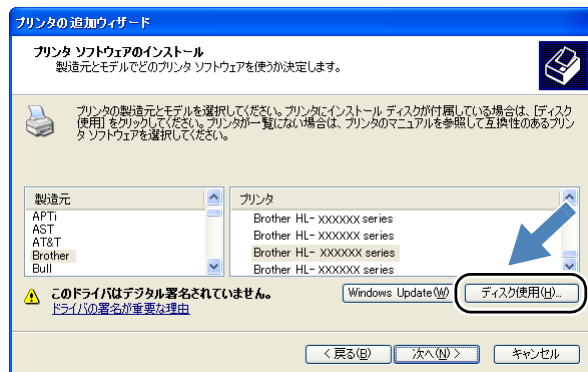 プリンタの追加ウィザード
プリンタ ソフトウェアのインストール
製造元とモデルでどのプリンタ ソフトウェアを使うか決定します。
プリンタの製造元とモデルを選択してください。プリンタにインストール ディスクが付属している場合は、[ディスク
使用] をクリックしてください。プリンタが一覧にない場合は、プリンタのマニュアルを参照して互換性のあるプリン
タ ソフトウェアを選択してください。
製造元
APTi
AST
AT&T
Brother
Bull
プリンタ
Brother HL- XXXXXX series
Brother HL- XXXXXX series
Brother HL- XXXXXX series
Brother HL- XXXXXX series
このドライバはデジタル署名されていません。
ドライバの署名が重要な理由
Windows Update(W)
ディスク使用(H)...
< 戻る(B)
次へ(N) >
キャンセル